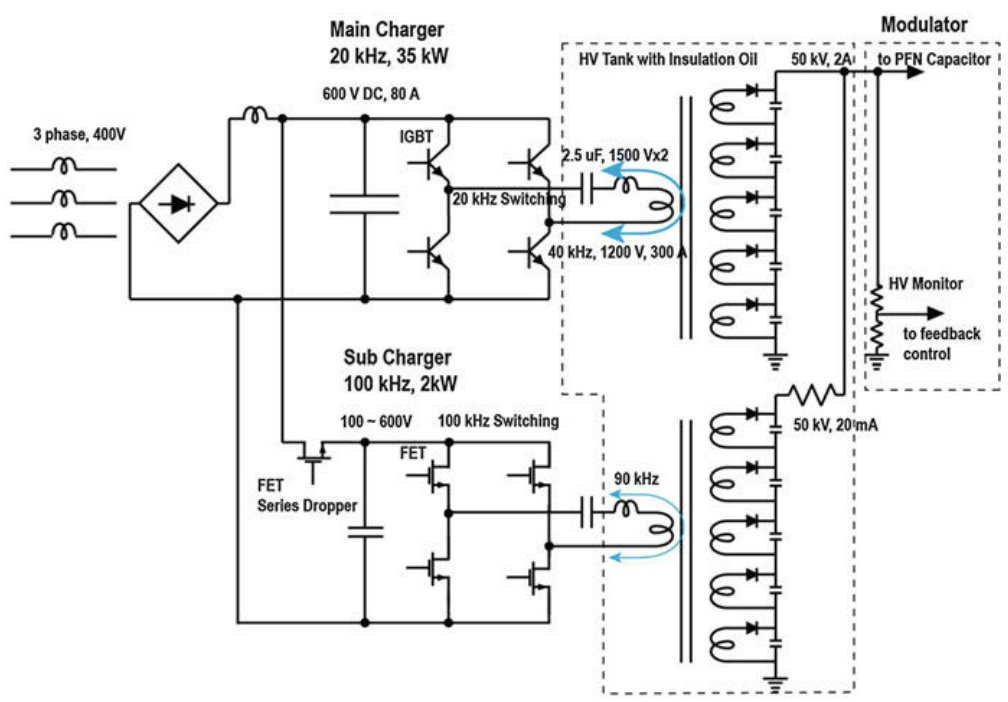 Main Charger
20 kHz, 35 kW
600 V DC, 80 A
3 phase, 400V
IGBT
20 kHz Switching
HV Tank with Insulation Oil
2.5 uF, 1500 Vx2
40 kHz, 1200 V, 300 A
50 kV, 2A
Modulator
to PFN Capacitor
HV Monitor
to feedback
control
Sub Charger
100 kHz, 2kW
100 ~ 600V
100 kHz Switching
FET
FET
Series Dropper
90 kHz
50 kV, 20 mA